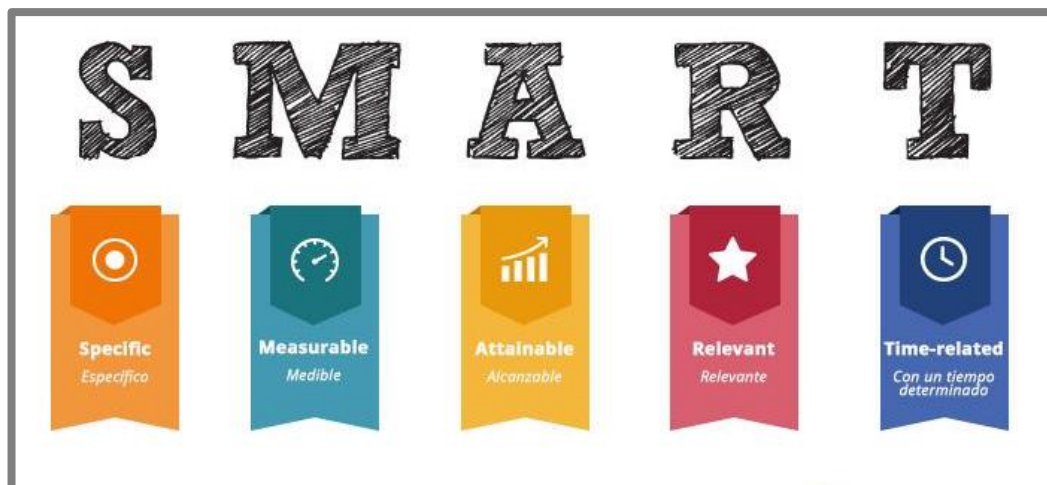 S M A R T
Specific
Específico
Measurable
Medible
Attainable
Alcanzable
Relevant
Relevante
Time-related
Con un tiempo
determinado